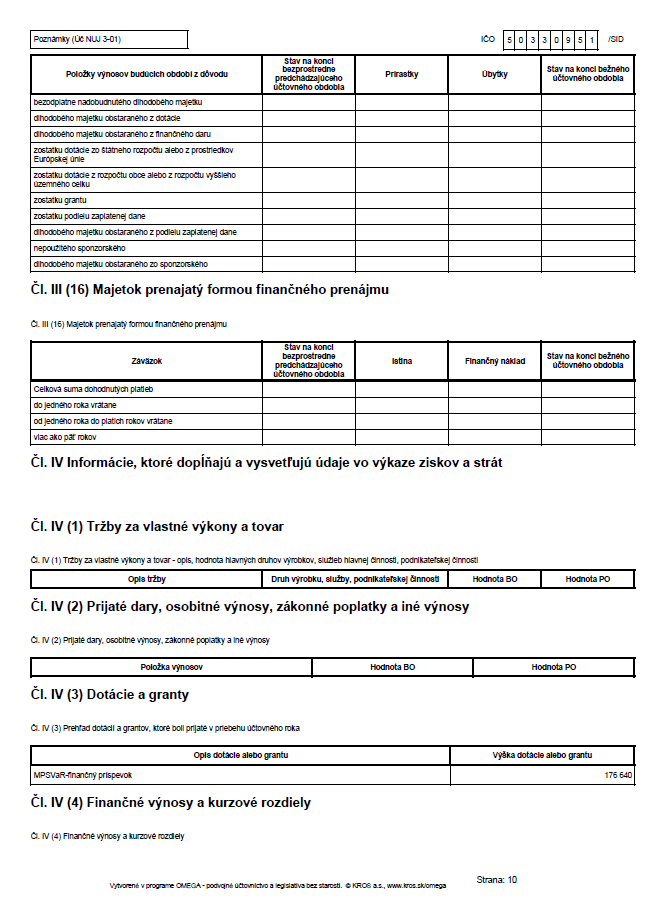 Poznámky (Úč NUJ 3-01)
IČO 5 0 3 3 0 9 5 1 /SID
Položky výnosov budúcich období z dôvodu
Stav na konci
bezprostredne
predchádzajúceho
účtovného obdobia
Prírastky
Úbytky
Stav na konci bežného
účtovného obdobia
bezodplatne nadobudnutého dlhodobého majetku
dlhodobého majetku obstaraného z dotácie
dlhodobého majetku obstaraného z finančného daru
zostatku dotácie zo štátneho rozpočtu alebo z prostriedkov
Európskej únie
zostatku dotácie z rozpočtu obce alebo z rozpočtu vyššieho
územného celku
zostatku grantu
zostatku podielu zaplatenej dane
dlhodobého majetku obstaraného z podielu zaplatenej dane
nepoužitého sponzorského
dlhodobého majetku obstaraného zo sponzorského
Čl. III (16) Majetok prenajatý formou finančného prenájmu
Čl. III (16) Majetok prenajatý formou finančného prenájmu
Záväzok
Stav na konci
bezprostredne
predchádzajúceho
účtovného obdobia
Istina
Finančný náklad
Stav na konci bežného
účtovného obdobia
Celková suma dohodnutých platieb
do jedného roka vrátane
od jedného roka do piatich rokov vrátane
viac ako päť rokov
Čl. IV Informácie, ktoré dopĺňajú a vysvetľujú údaje vo výkaze ziskov a strát
Čl. IV (1) Tržby za vlastné výkony a tovar
Čl. IV (1) Tržby za vlastné výkony a tovar - opis, hodnota hlavných druhov výrobkov, služieb hlavnej činnosti, podnikateľskej činnosti
Opis tržby Druh výrobku, služby, podnikateľskej činnosti Hodnota BO Hodnota PO
Čl. IV (2) Prijaté dary, osobitné výnosy, zákonné poplatky a iné výnosy
Čl. IV (2) Prijaté dary, osobitné výnosy, zákonné poplatky a iné výnosy
Položka výnosov Hodnota BO Hodnota PO
Čl. IV (3) Dotácie a granty
Čl. IV (3) Prehľad dotácií a grantov, ktoré boli prijaté v priebehu účtovného roka
Opis dotácie alebo grantu Výška dotácie alebo grantu
MPSVaR-finančný príspevok 176 640
Čl. IV (4) Finančné výnosy a kurzové rozdiely
Čl. IV (4) Finančné výnosy a kurzové rozdiely
Strana: 10
Vytvorené v programe OMEGA - podvojné účtovníctvo a legislatíva bez starostí. © KROS a.s., www.kros.sk/omega